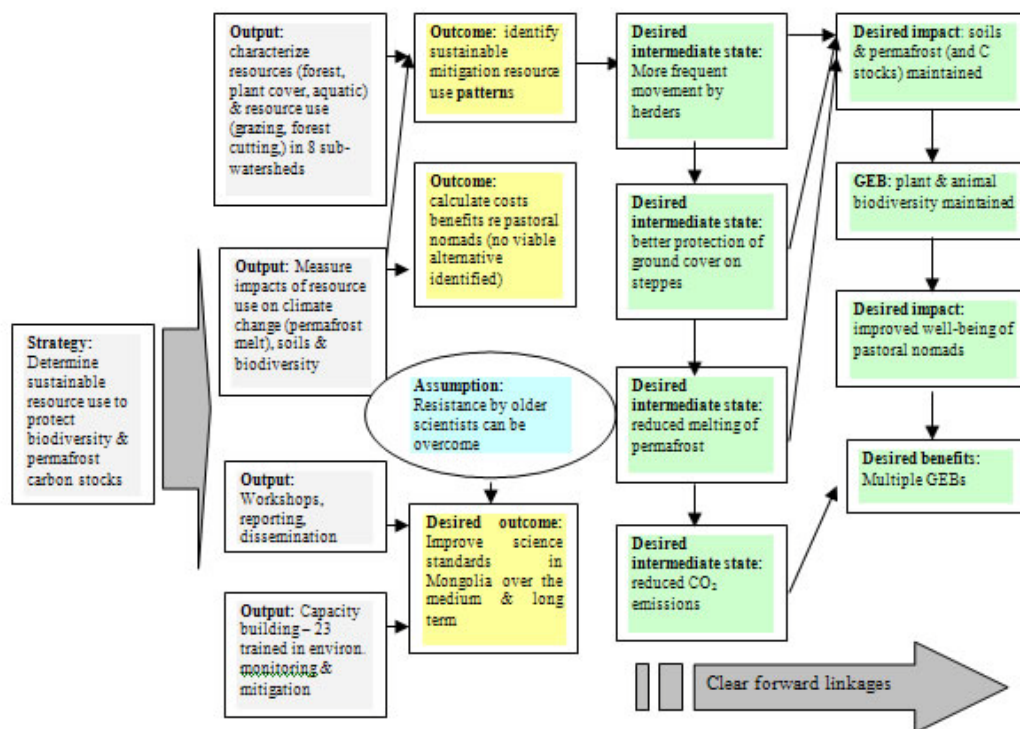 Strategy:
Determine
sustainable
resource use to
protect
biodiversity &
permafrost
carbon stocks
Output:
characterize
resources (forest,
plant cover, aquatic)
& resource use
(grazing, forest
cutting,) in 8 sub-
watersheds
Output: Measure
impacts of resource
use on climate
change (permafrost
melt), soils &
biodiversity
Output:
Workshops,
reporting,
dissemination
Output: Capacity
building – 23
trained in environ.
monitoring &
mitigation
Outcome: identify
sustainable
mitigation resource
use patterns
Outcome:
calculate costs
benefits re pastoral
nomads (no viable
alternative
identified)
Assumption:
Resistance by older
scientists can be
overcome
Desired outcome:
Improve science
standards in
Mongolia over the
medium & long
term
Desired
intermediate state:
More frequent
movement by
herders
Desired
intermediate state:
better protection of
ground cover on
steppes
Desired
intermediate state:
reduced melting of
permafrost
Desired
intermediate state:
reduced CO₂
emissions
Desired impact: soils
& permafrost (and C
stocks) maintained
GEB: plant & animal
biodiversity maintained
Desired impact:
improved well-being of
pastoral nomads
Desired benefits:
Multiple GEBs
Clear forward linkages